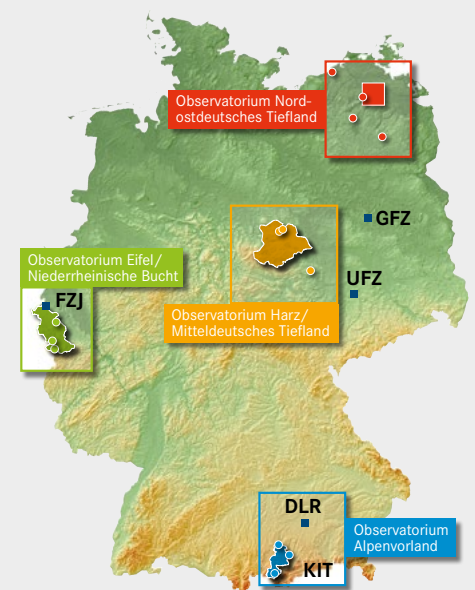 Observatorium Nord-
ostdeutsches Tiefland
GFZ
Observatorium Eifel/
Niederrheinische Bucht
UFZ
FZJ
Observatorium Harz/
Mitteldeutsches Tiefland
DLR
Observatorium
Alpenvorland
KIT